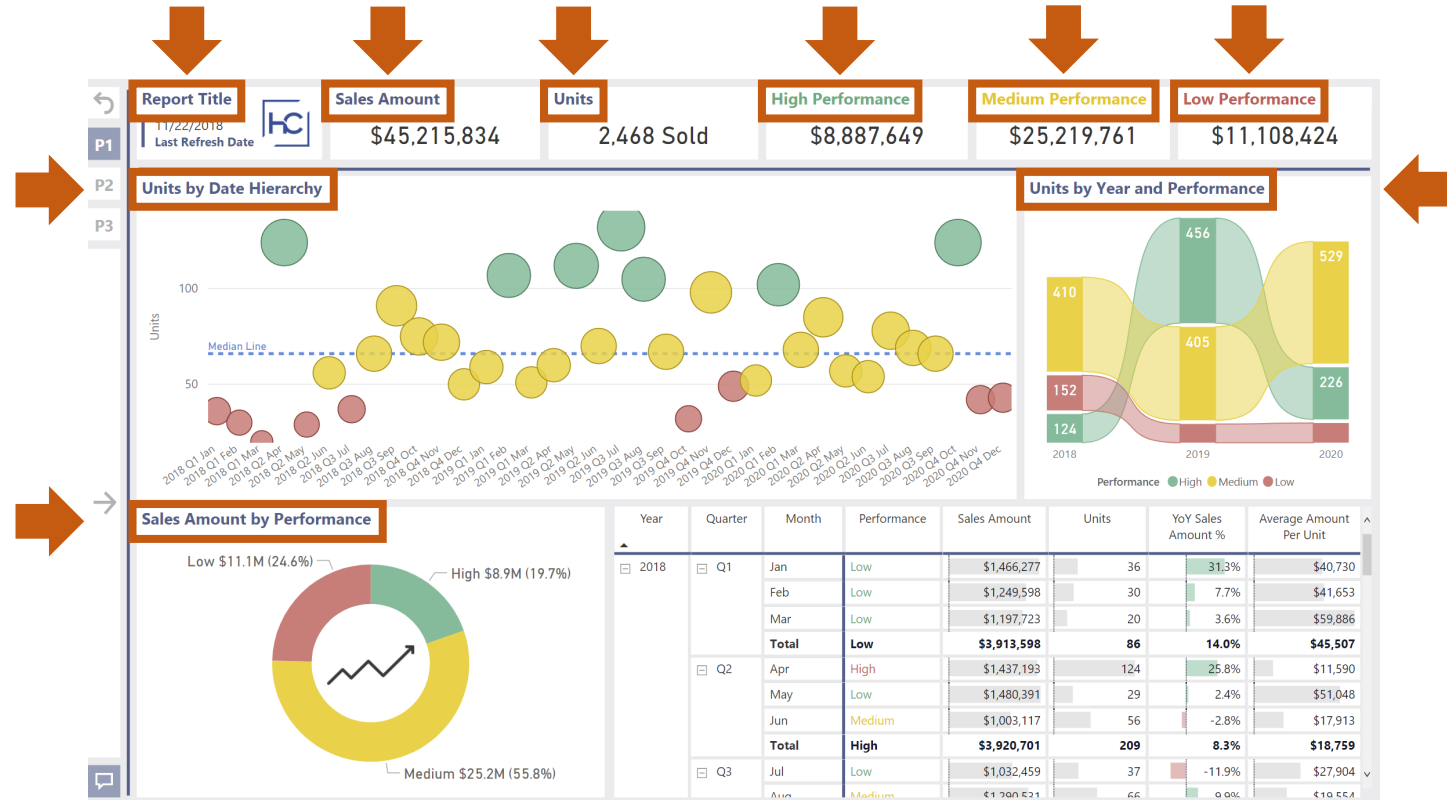 Report Title
11/22/2018
Last Refresh Date
HC
Sales Amount
$45,215,834
Units
2,468 Sold
High Performance
$8,887,649
Medium Performance
$25,219,761
Low Performance
$11,108,424
P1
P2
P3
Units by Date Hierarchy
Units
100
50
Median Line
2018 Q1 Jan
2018 Q1 Feb
2018 Q1 Mar
2018 Q2 Apr
2018 Q2 May
2018 Q2 Jun
2018 Q3 Jul
2018 Q3 Aug
2018 Q3 Sep
2018 Q4 Oct
2018 Q4 Nov
2018 Q4 Dec
2019 Q1 Jan
2019 Q1 Feb
2019 Q1 Mar
2019 Q2 Apr
2019 Q2 May
2019 Q2 Jun
2019 Q3 Jul
2019 Q3 Aug
2019 Q3 Sep
2019 Q4 Oct
2019 Q4 Nov
2019 Q4 Dec
2020 Q1 Jan
2020 Q1 Feb
2020 Q1 Mar
2020 Q2 Apr
2020 Q2 May
2020 Q2 Jun
2020 Q3 Jul
2020 Q3 Aug
2020 Q3 Sep
2020 Q4 Oct
2020 Q4 Nov
2020 Q4 Dec
Units by Year and Performance
410
152
124
456
405
529
226
2018 2019 2020
Performance High Medium Low
Sales Amount by Performance
Low $11.1M (24.6%)
High $8.9M (19.7%)
Medium $25.2M (55.8%)
Year Quarter Month Performance Sales Amount Units YoY Sales Amount % Average Amount Per Unit
2018 Q1 Jan Low $1,466,277 36 31.3% $40,730
Feb Low $1,249,598 30 7.7% $41,653
Mar Low $1,197,723 20 3.6% $59,886
Total Low $3,913,598 86 14.0% $45,507
Q2 Apr High $1,437,193 124 25.8% $11,590
May Low $1,480,391 29 2.4% $51,048
Jun Medium $1,003,117 56 -2.8% $17,913
Total High $3,920,701 209 8.3% $18,759
Q3 Jul Low $1,032,459 37 -11.9% $27,904
Aug Medium $1,290,531 66 9.9% $19,554